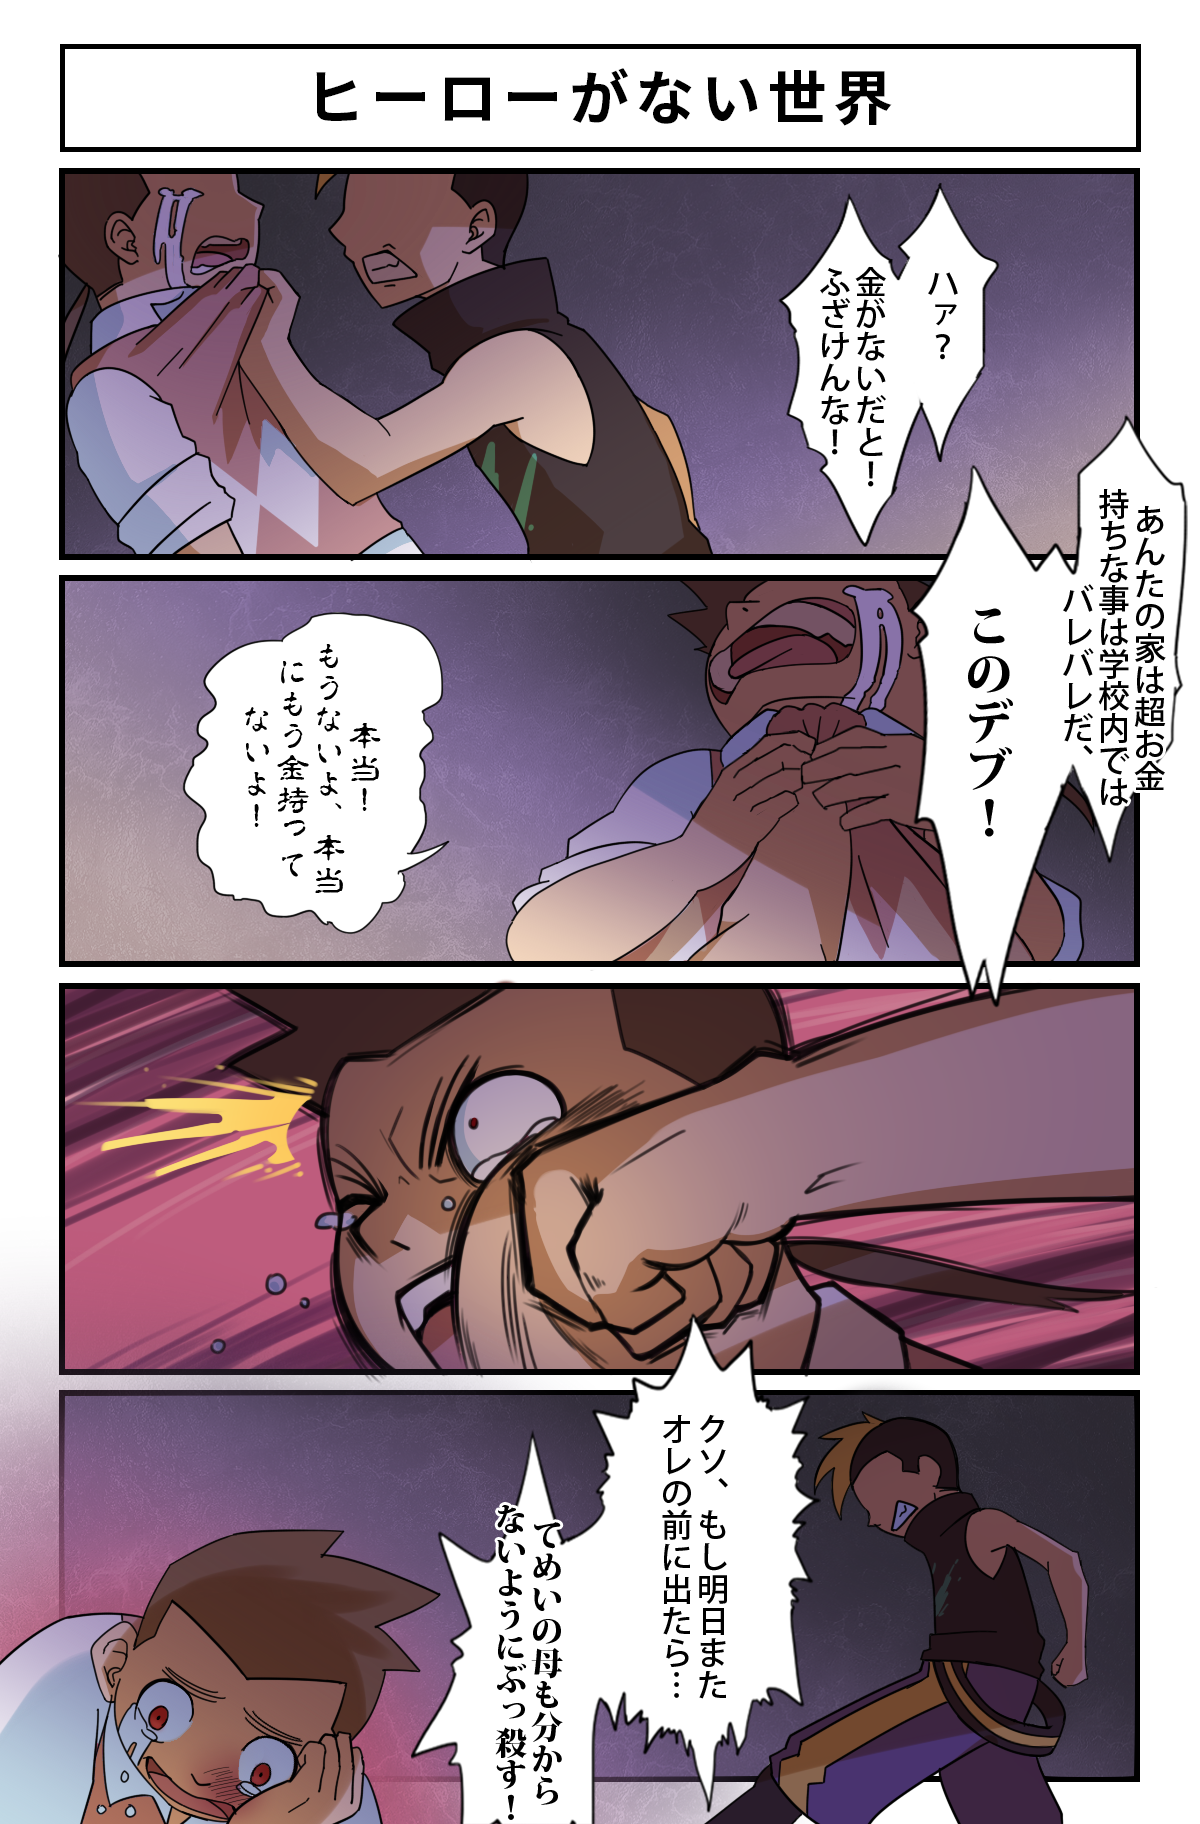 ヒーローがない世界
ハァ?
金がないだと!
ふざけんな!
あんたの家は超お金
持ちな事は学校内では
バレバレだ、
このデブ!
本当!
もうないよ、本当
にもう金持って
ないよ!
クソ、もし明日また
オレの前に出たら…
てめいの母も分から
ないようにぶっ殺す!